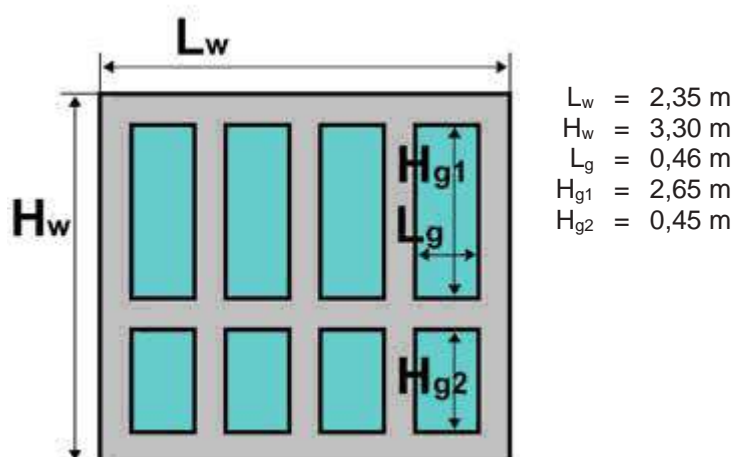 Lw
Hw
Hg1
Lg
Hg2
Lw = 2,35 m
Hw = 3,30 m
Lg = 0,46 m
Hg1 = 2,65 m
Hg2 = 0,45 m